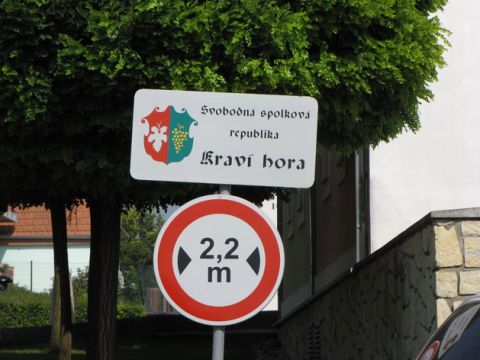 Svobodná spolková
republika
Kraví hora
2,2
m